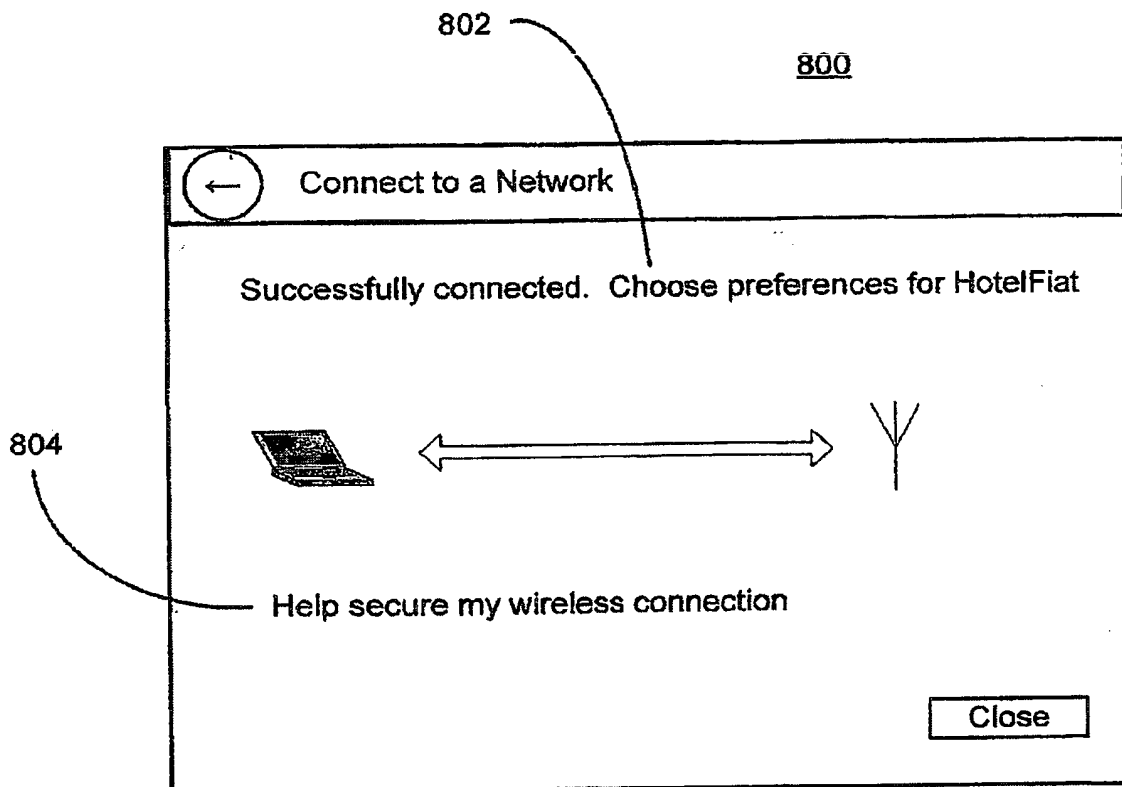 802
800
← Connect to a Network
Successfully connected. Choose preferences for HotelFiat
804
Help secure my wireless connection
Close